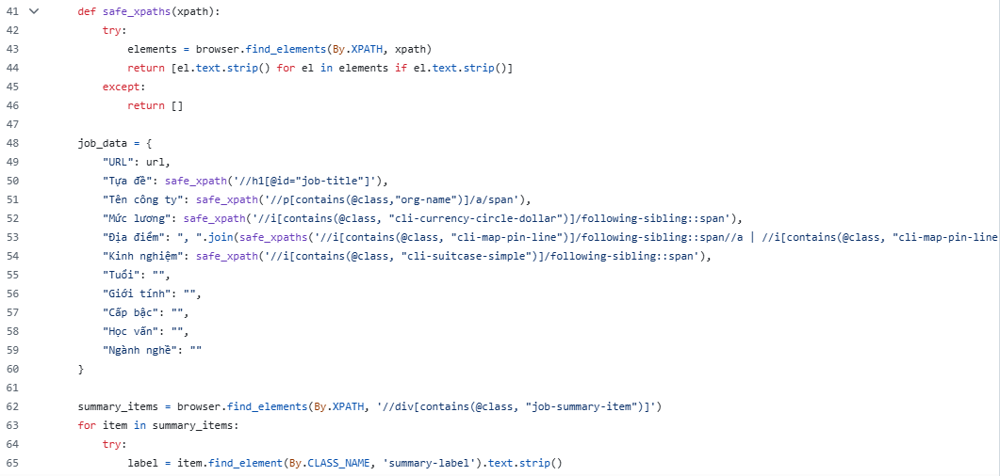 41 def safe_xpaths(xpath):
42 try:
43 elements = browser.find_elements(By.XPATH, xpath)
44 return [el.text.strip() for el in elements if el.text.strip()]
45 except:
46 return []
47
48 job_data = {
49 "URL": url,
50 "Tựa đề": safe_xpath('//h1[@id="job-title"]'),
51 "Tên công ty": safe_xpath('//p[contains(@class,"org-name")]/a/span'),
52 "Mức lương": safe_xpath('//i[contains(@class, "cli-currency-circle-dollar")]/following-sibling::span'),
53 "Địa điểm": ", ".join(safe_xpaths('//i[contains(@class, "cli-map-pin-line")]/following-sibling::span//a | //i[contains(@class, "cli-map-pin-line
54 "Kinh nghiệm": safe_xpath('//i[contains(@class, "cli-suitcase-simple")]/following-sibling::span'),
55 "Tuổi": "",
56 "Giới tính": "",
57 "Cấp bậc": "",
58 "Học vấn": "",
59 "Ngành nghề": ""
60 }
61
62 summary_items = browser.find_elements(By.XPATH, '//div[contains(@class, "job-summary-item")]')
63 for item in summary_items:
64 try:
65 label = item.find_element(By.CLASS_NAME, 'summary-label').text.strip()